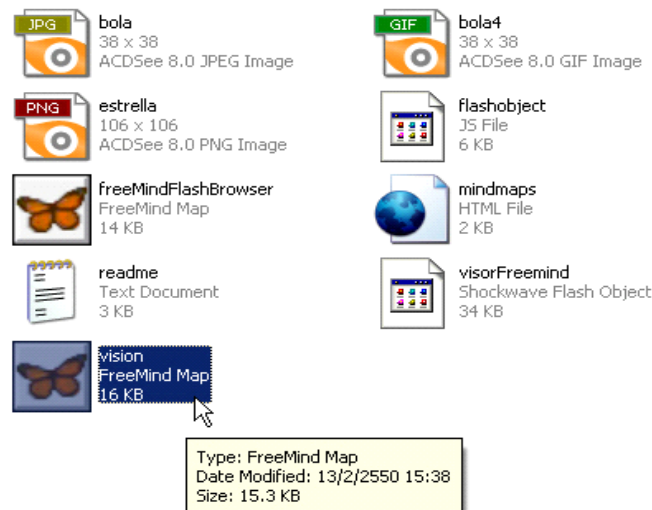 JPG
bola
38 x 38
ACDSee 8.0 JPEG Image
GIF
bola4
38 x 38
ACDSee 8.0 GIF Image
PNG
estrella
106 x 106
ACDSee 8.0 PNG Image
flashobject
JS File
6 KB
freeMindFlashBrowser
FreeMind Map
14 KB
mindmaps
HTML File
2 KB
readme
Text Document
3 KB
visorFreemind
Shockwave Flash Object
34 KB
vision
FreeMind Map
16 KB
Type: FreeMind Map
Date Modified: 13/2/2550 15:38
Size: 15.3 KB